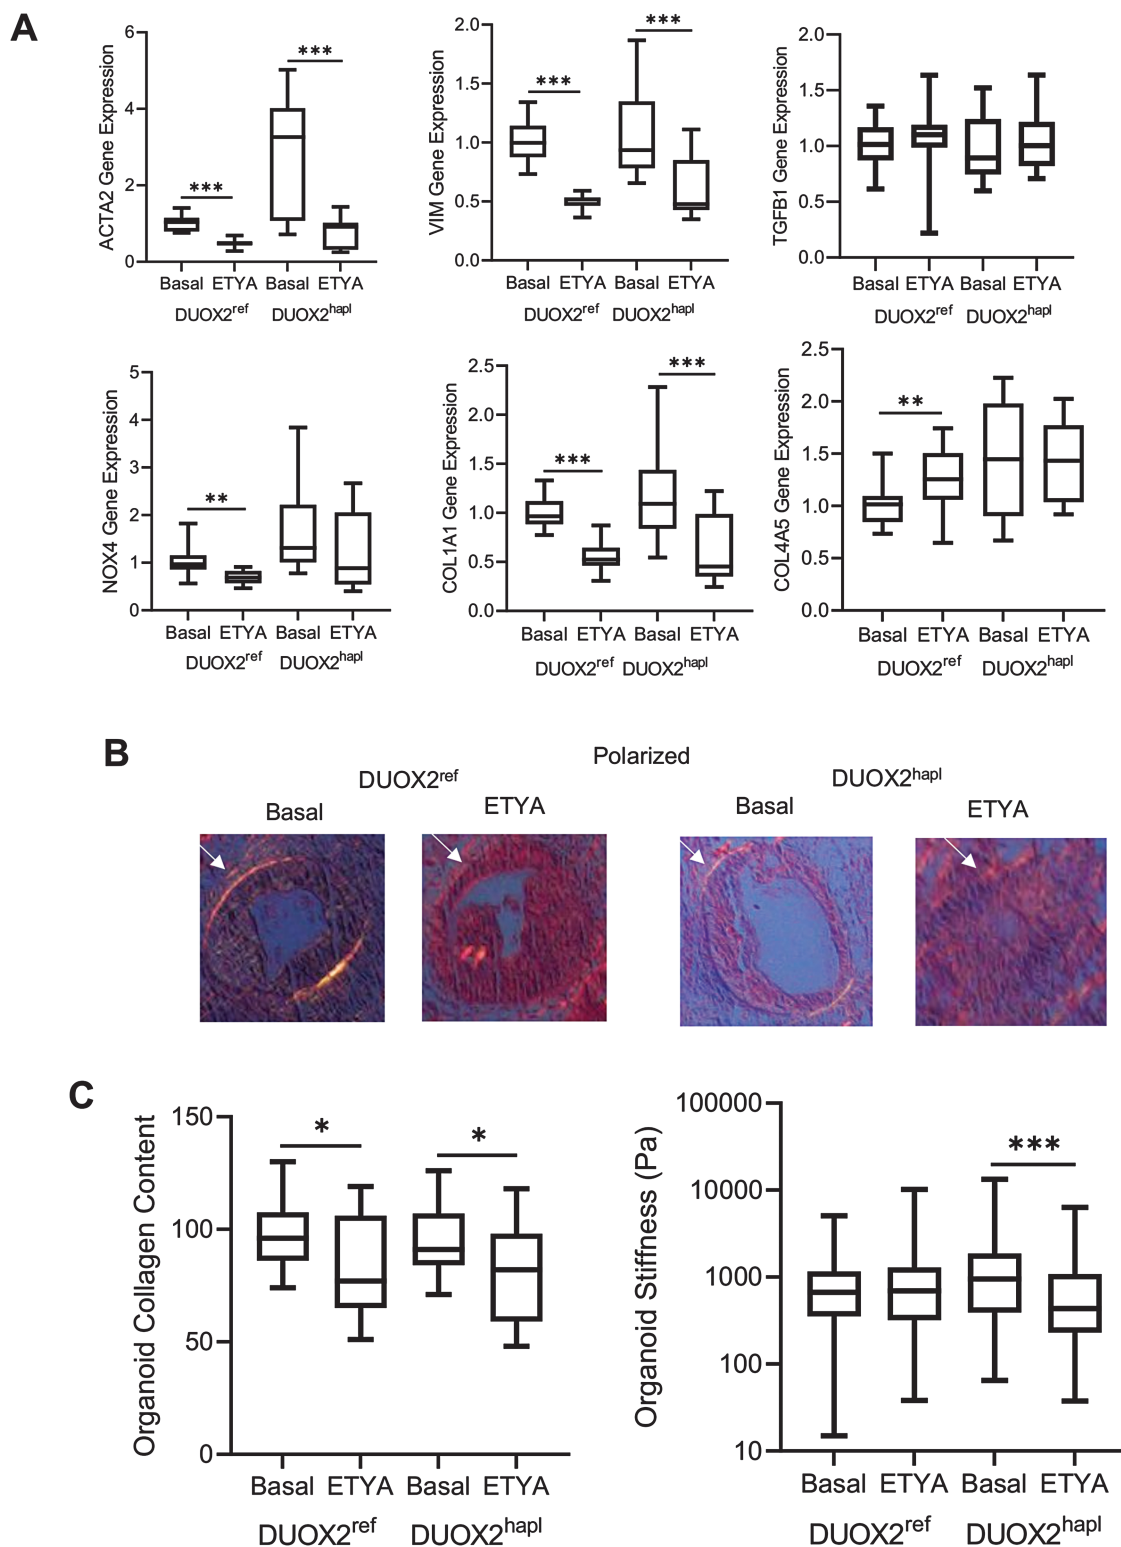 A
ACTA2 Gene Expression
6
4
2
0
***
***
Basal ETYA Basal ETYA
DUOX2ref DUOX2hapl
VIM Gene Expression
2.0
1.5
1.0
0.5
0.0
***
***
Basal ETYA Basal ETYA
DUOX2ref DUOX2hapl
TGFB1 Gene Expression
2.0
1.5
1.0
0.5
0.0
Basal ETYA Basal ETYA
DUOX2ref DUOX2hapl
NOX4 Gene Expression
5
4
3
2
1
0
**
Basal ETYA Basal ETYA
DUOX2ref DUOX2hapl
COL1A1 Gene Expression
2.5
2.0
1.5
1.0
0.5
0.0
***
***
Basal ETYA Basal ETYA
DUOX2ref DUOX2hapl
COL4A5 Gene Expression
2.5
2.0
1.5
1.0
0.5
0.0
**
Basal ETYA Basal ETYA
DUOX2ref DUOX2hapl
B
Polarized
DUOX2ref DUOX2hapl
Basal ETYA Basal ETYA
C
Organoid Collagen Content
150
100
50
0
*
*
Basal ETYA Basal ETYA
DUOX2ref DUOX2hapl
Organoid Stiffness (Pa)
100000
10000
1000
100
10
***
Basal ETYA Basal ETYA
DUOX2ref DUOX2hapl